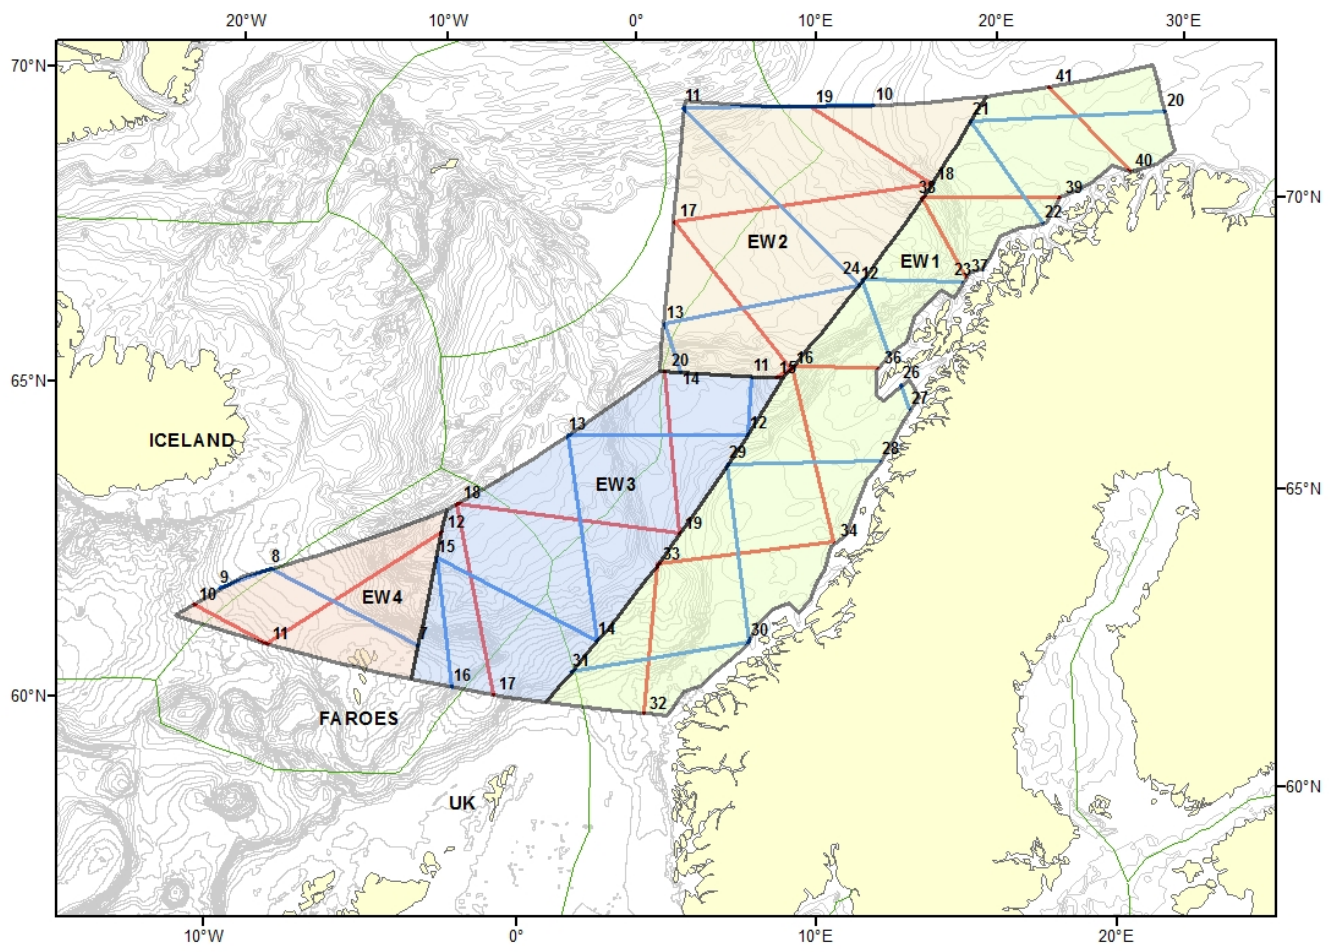 20°W 10°W 0° 10°E 20°E 30°E
70°N
41
11 19 10 20
21
40
18
38 39
70°N
17 22
EW2
EW1
24 12 23 37
13
20 11 15 16 36
14
65°N
26
27
13 12
ICELAND
29 28
EW3
65°N
18
12 19
34
15 33
8
9
10 EW4
11 7 14 30
31
16 17
60°N
32
FAROES
60°N
UK
10°W 0° 10°E 20°E